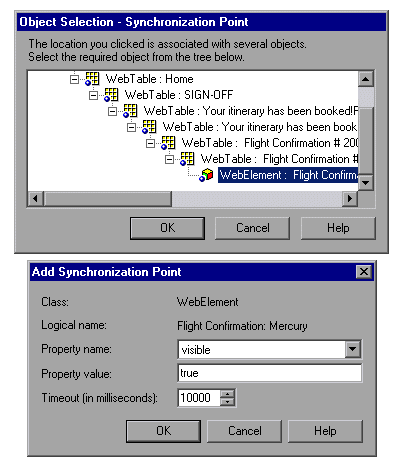 Object Selection - Synchronization Point
The location you clicked is associated with several objects.
Select the required object from the tree below.
WebTable : Home
WebTable : SIGN-OFF
WebTable : Your itinerary has been booked!F
WebTable : Your itinerary has been book
WebTable : Flight Confirmation # 200
WebTable : Flight Confirmation #
WebElement : Flight Confirm
OK Cancel Help
Add Synchronization Point
Class: WebElement
Logical name: Flight Confirmation: Mercury
Property name: visible
Property value: true
Timeout (in milliseconds): 10000
OK Cancel Help